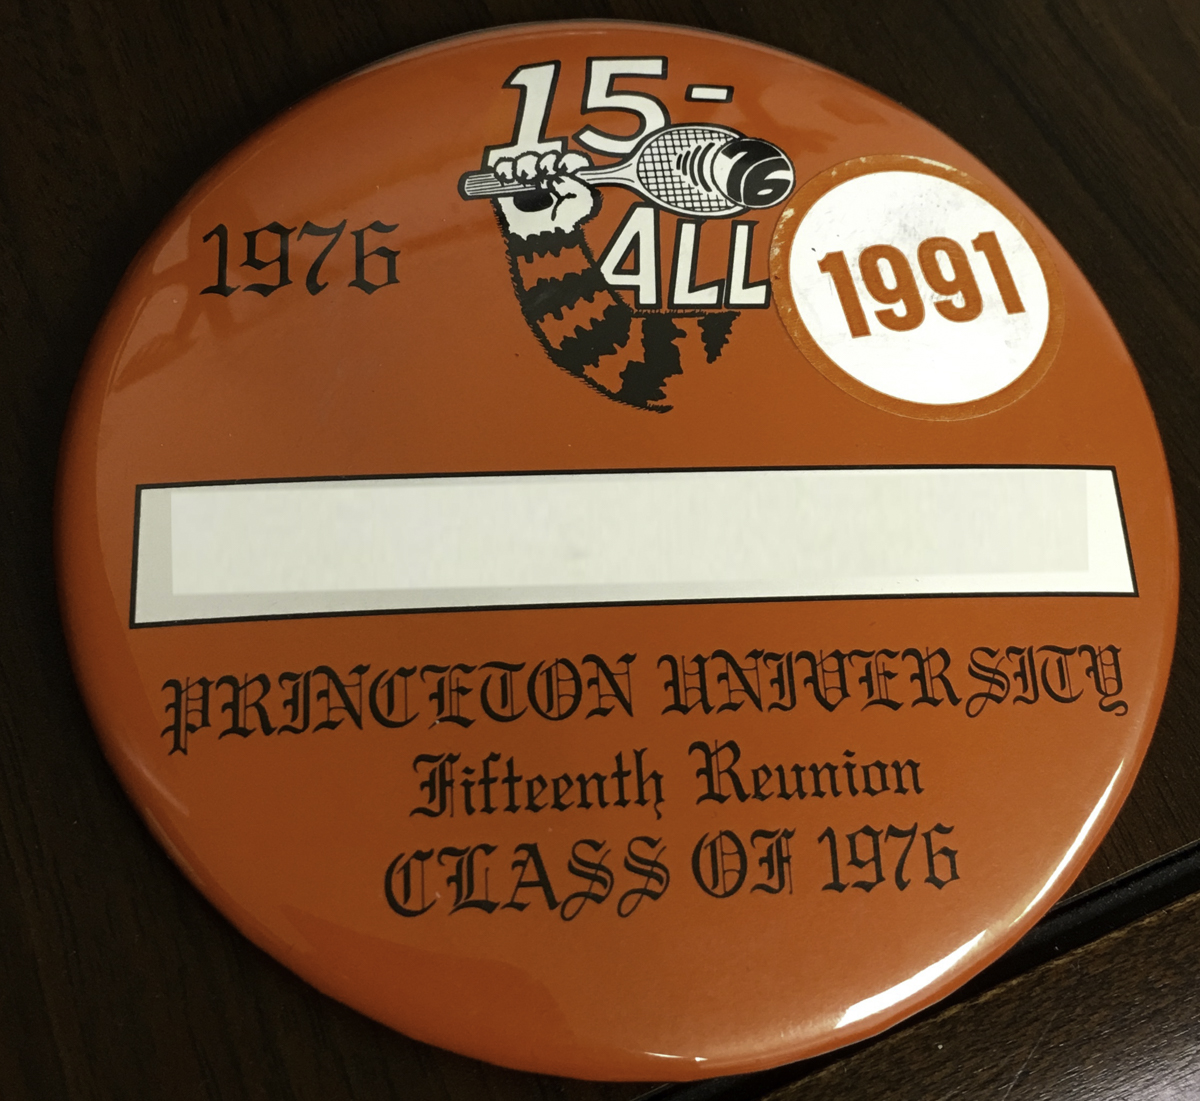 15-
76
ALL
1976
1991
PRINCETON UNIVERSITY
Fifteenth Reunion
CLASS OF 1976